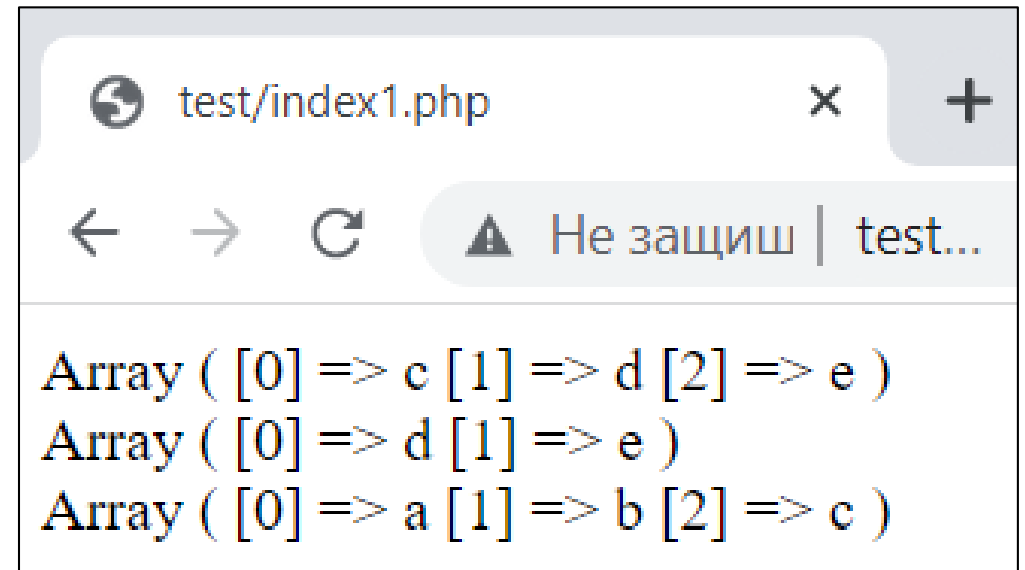 test/index1.php
Не защищ | test...
Array ( [0] => c [1] => d [2] => e )
Array ( [0] => d [1] => e )
Array ( [0] => a [1] => b [2] => c )